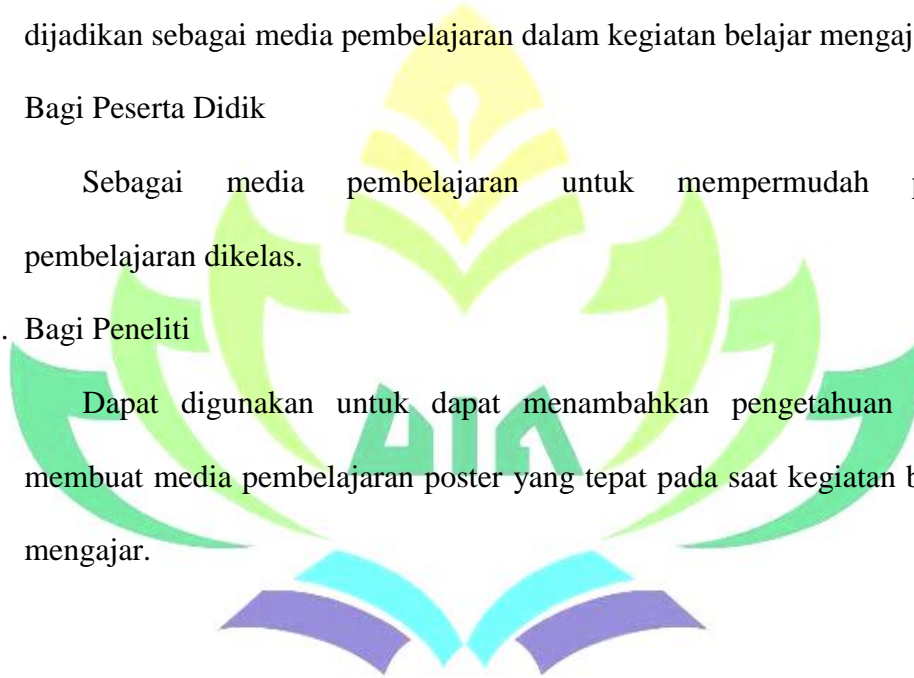 dijadikan sebagai media pembelajaran dalam kegiatan belajar mengaj
Bagi Peserta Didik
Sebagai media pembelajaran untuk mempermudah p
pembelajaran dikelas.
. Bagi Peneliti
Dapat digunakan untuk dapat menambahkan pengetahuan
membuat media pembelajaran poster yang tepat pada saat kegiatan b
mengajar.